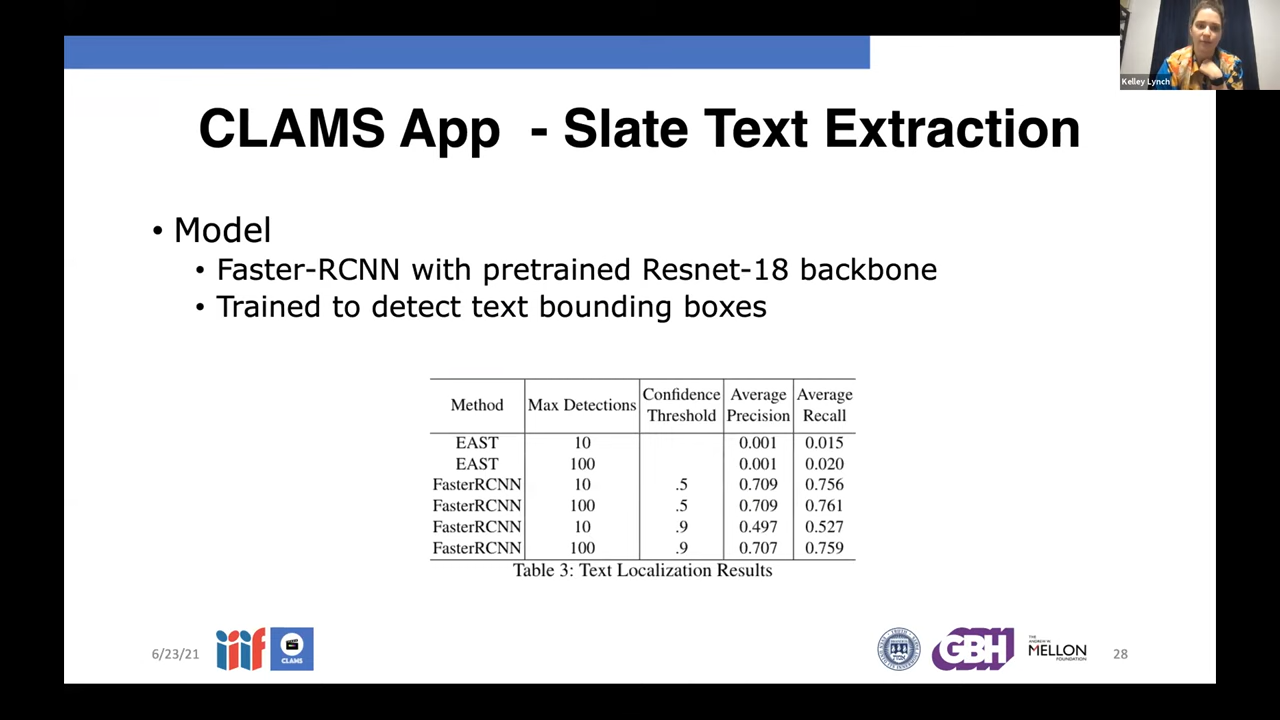 Kelley Lynch
CLAMS App - Slate Text Extraction
• Model
• Faster-RCNN with pretrained Resnet-18 backbone
• Trained to detect text bounding boxes
Method Max Detections Confidence Threshold Average Precision Average Recall
EAST 10 0.001 0.015
EAST 100 0.001 0.020
FasterRCNN 10 .5 0.709 0.756
FasterRCNN 100 .5 0.709 0.761
FasterRCNN 10 .9 0.497 0.527
FasterRCNN 100 .9 0.707 0.759
Table 3: Text Localization Results
6/23/21
iiif
CLAMS
GBH
THE ANDREW W.
MELLON
FOUNDATION
28